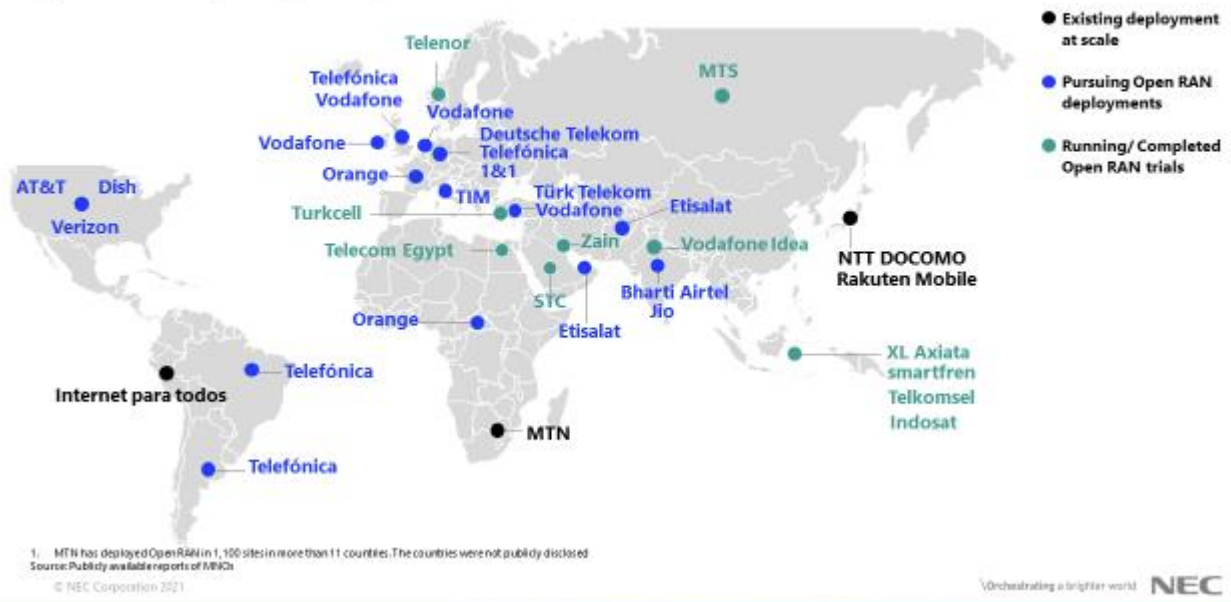 Existing deployment
at scale
Pursuing Open RAN
deployments
Running/ Completed
Open RAN trials
Telenor
MTS
Telefónica
Vodafone
Vodafone
Vodafone
Deutsche Telekom
Telefónica
1&1
Orange
TIM
AT&T
Dish
Verizon
Türk Telekom
Vodafone
Turkcell
Etisalat
Telecom Egypt
Zain
Vodafone Idea
NTT DOCOMO
Rakuten Mobile
STC
Bharti Airtel
Jio
Orange
Etisalat
XL Axiata
smartfren
Telkomsel
Indosat
Telefónica
Internet para todos
MTN
Telefónica
1. MTN has deployed OpenRAN in 1,100 sites in more than 11 countries. The countries were not publicly disclosed
Source: Publicly available reports of MNOs
© NEC Corporation 2021
\Orchestrating a brighter world NEC